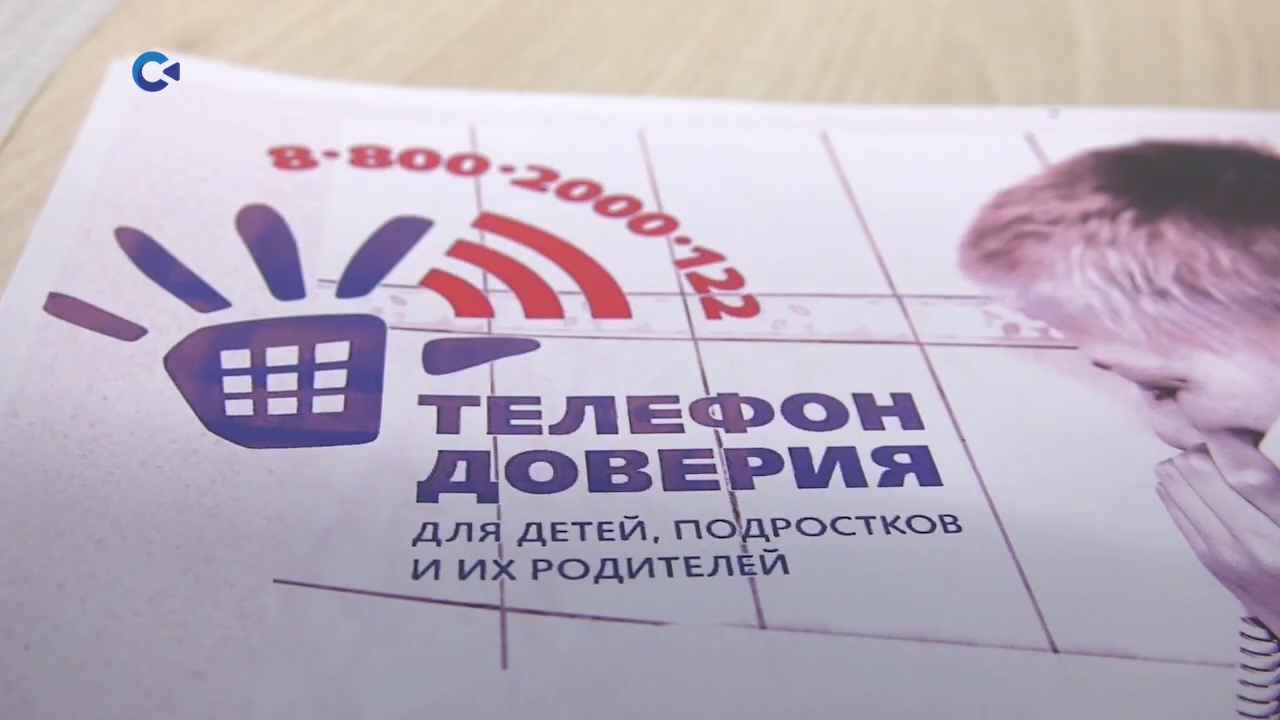 8-800-2000-122
ТЕЛЕФОН
ДОВЕРИЯ
ДЛЯ ДЕТЕЙ, ПОДРОСТКОВ
И ИХ РОДИТЕЛЕЙ